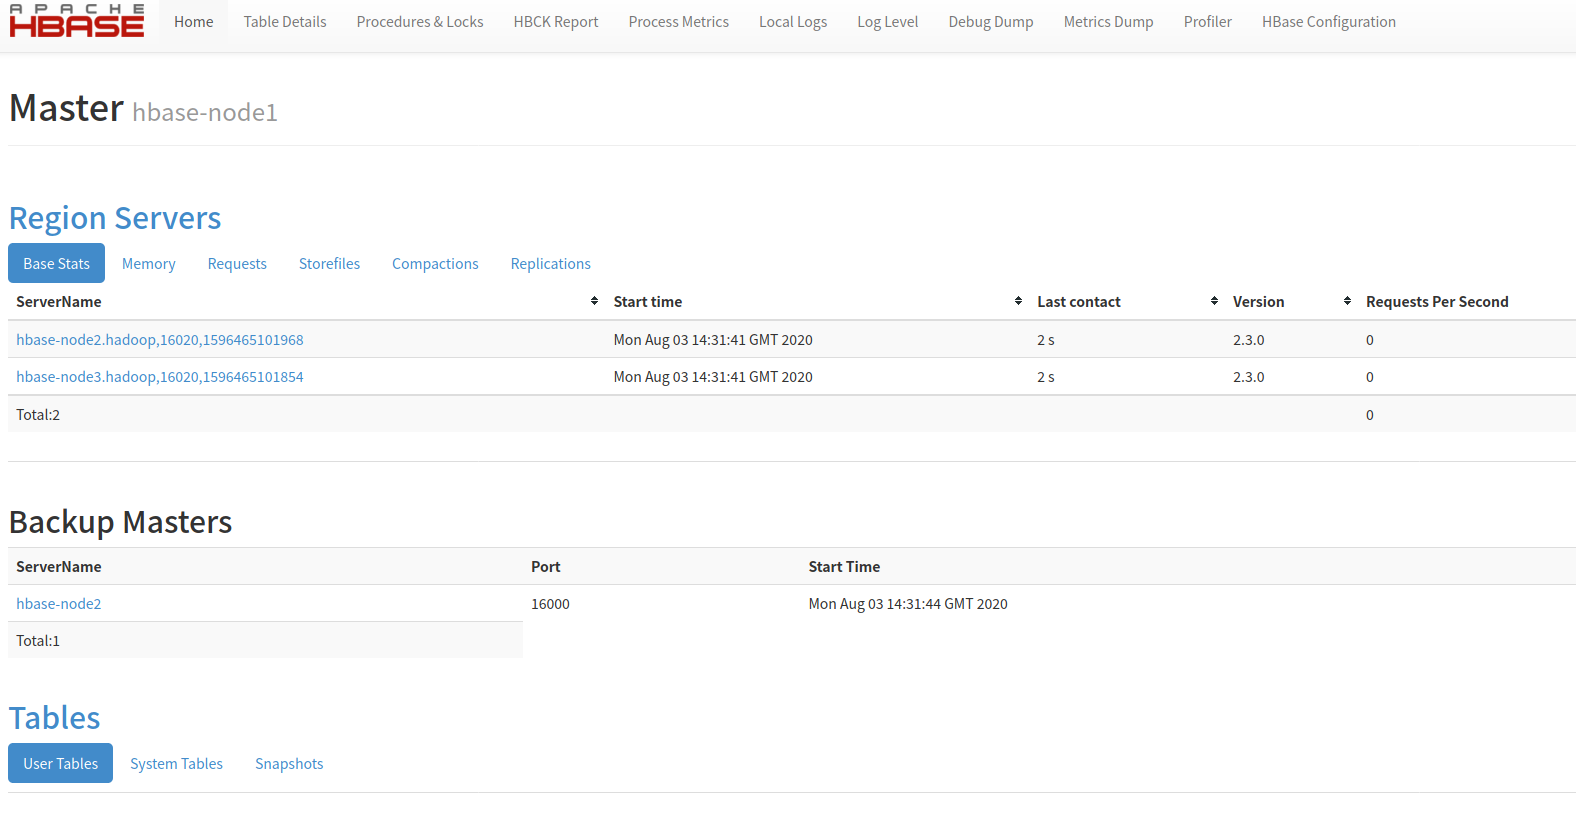 APACHE
HBASE
Home Table Details Procedures & Locks HBCK Report Process Metrics Local Logs Log Level Debug Dump Metrics Dump Profiler HBase Configuration
Master hbase-node1
Region Servers
Base Stats Memory Requests Storefiles Compactions Replications
ServerName Start time Last contact Version Requests Per Second
hbase-node2.hadoop,16020,1596465101968 Mon Aug 03 14:31:41 GMT 2020 2 s 2.3.0 0
hbase-node3.hadoop,16020,1596465101854 Mon Aug 03 14:31:41 GMT 2020 2 s 2.3.0 0
Total:2 0
Backup Masters
ServerName Port Start Time
hbase-node2 16000 Mon Aug 03 14:31:44 GMT 2020
Total:1
Tables
User Tables System Tables Snapshots